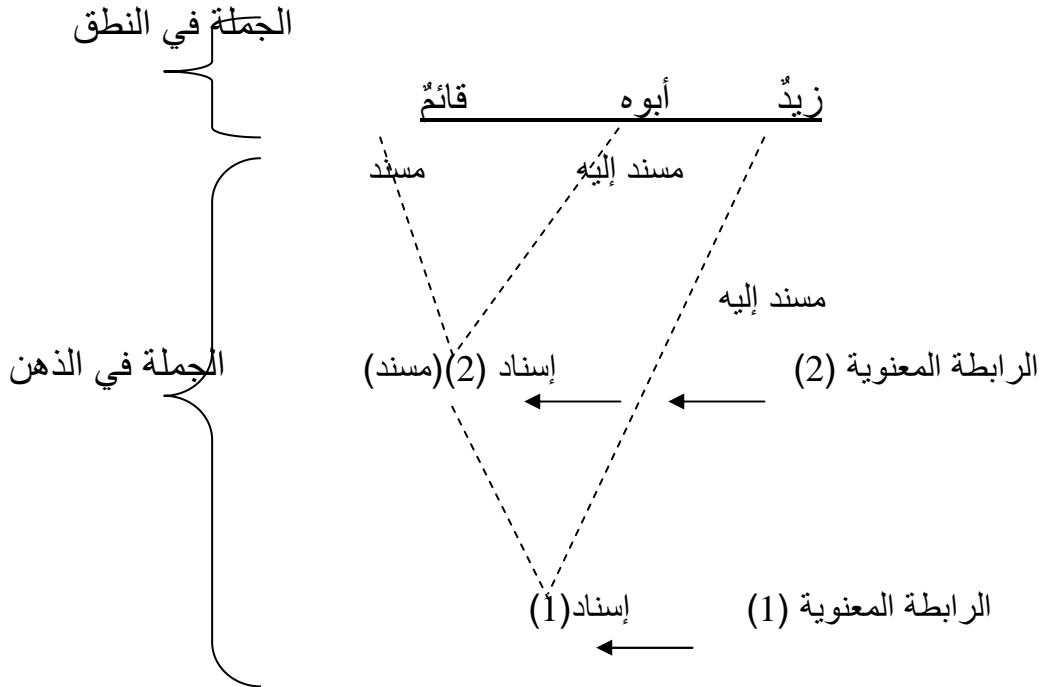 الجملة في النطق
زيدٌ أبوه قائمٌ
مسند إليه مسند
مسند إليه
الرابطة المعنوية (2) إسناد (2)(مسند) الجملة في الذهن
الرابطة المعنوية (1) إسناد(1)